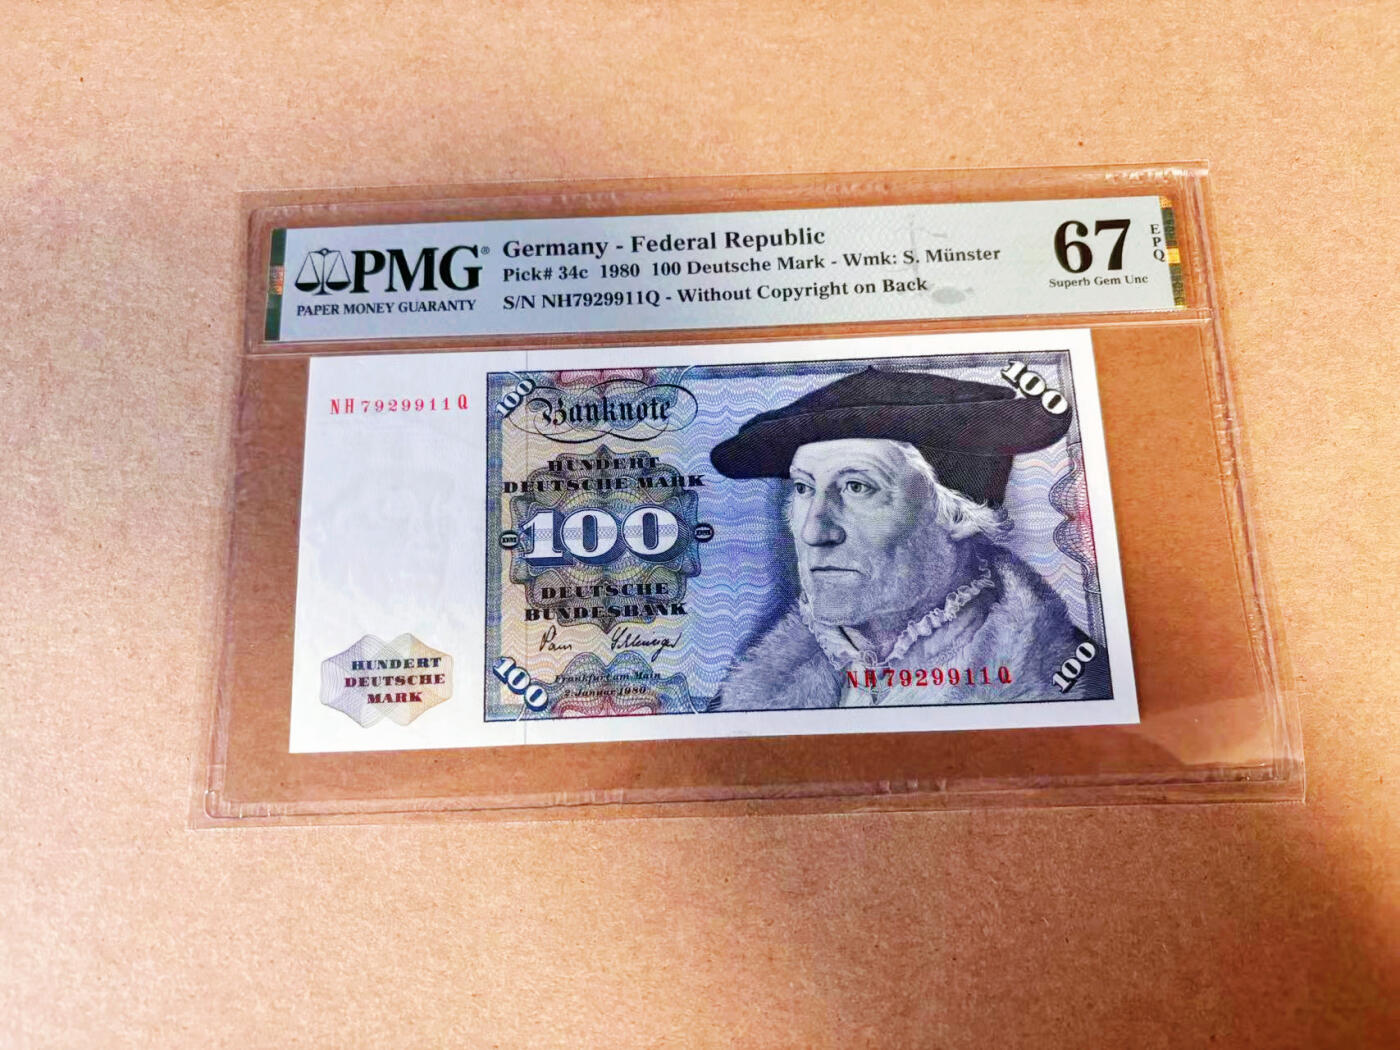 PMG®
PAPER MONEY GUARANTY
Germany - Federal Republic
Pick# 34c 1980 100 Deutsche Mark - Wmk: S. Münster
S/N NH7929911Q - Without Copyright on Back
67
EPQ
Superb Gem Unc
NH7929911Q
100
Banknote
100
HUNDERT
DEUTSCHE MARK
DM 100 DM
DEUTSCHE
BUNDESBANK
Frankfurt am Main
2. Januar 1980
HUNDERT
DEUTSCHE
MARK
100
NH7929911Q
100